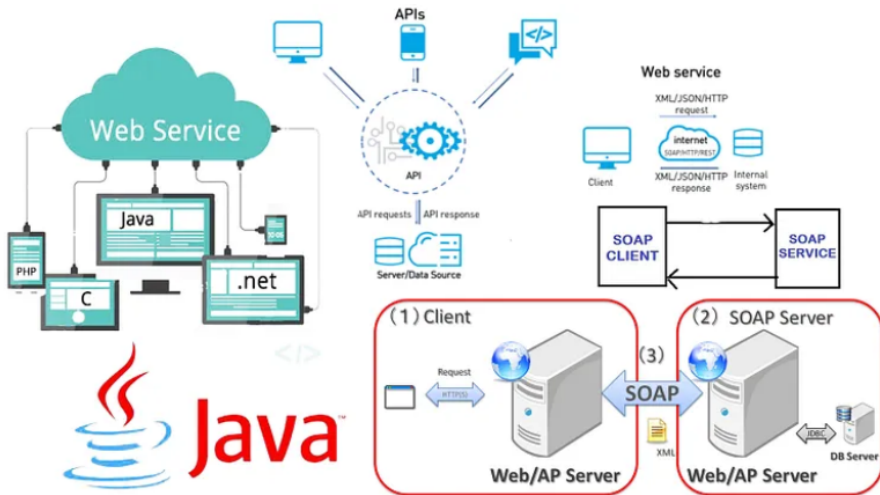 Web Service
Java
PHP
C
.net
APIs
API
API requests
API response
Server/Data Source
Web service
XML/JSON/HTTP
request
internet
SOAP/HTTP/REST
Client
XML/JSON/HTTP
response
Internal
system
SOAP
CLIENT
SOAP
SERVICE
(1) Client
Request
HTTP(S)
Web/AP Server
(3)
SOAP
XML
(2) SOAP Server
JDBC
DB Server
Web/AP Server
Java™